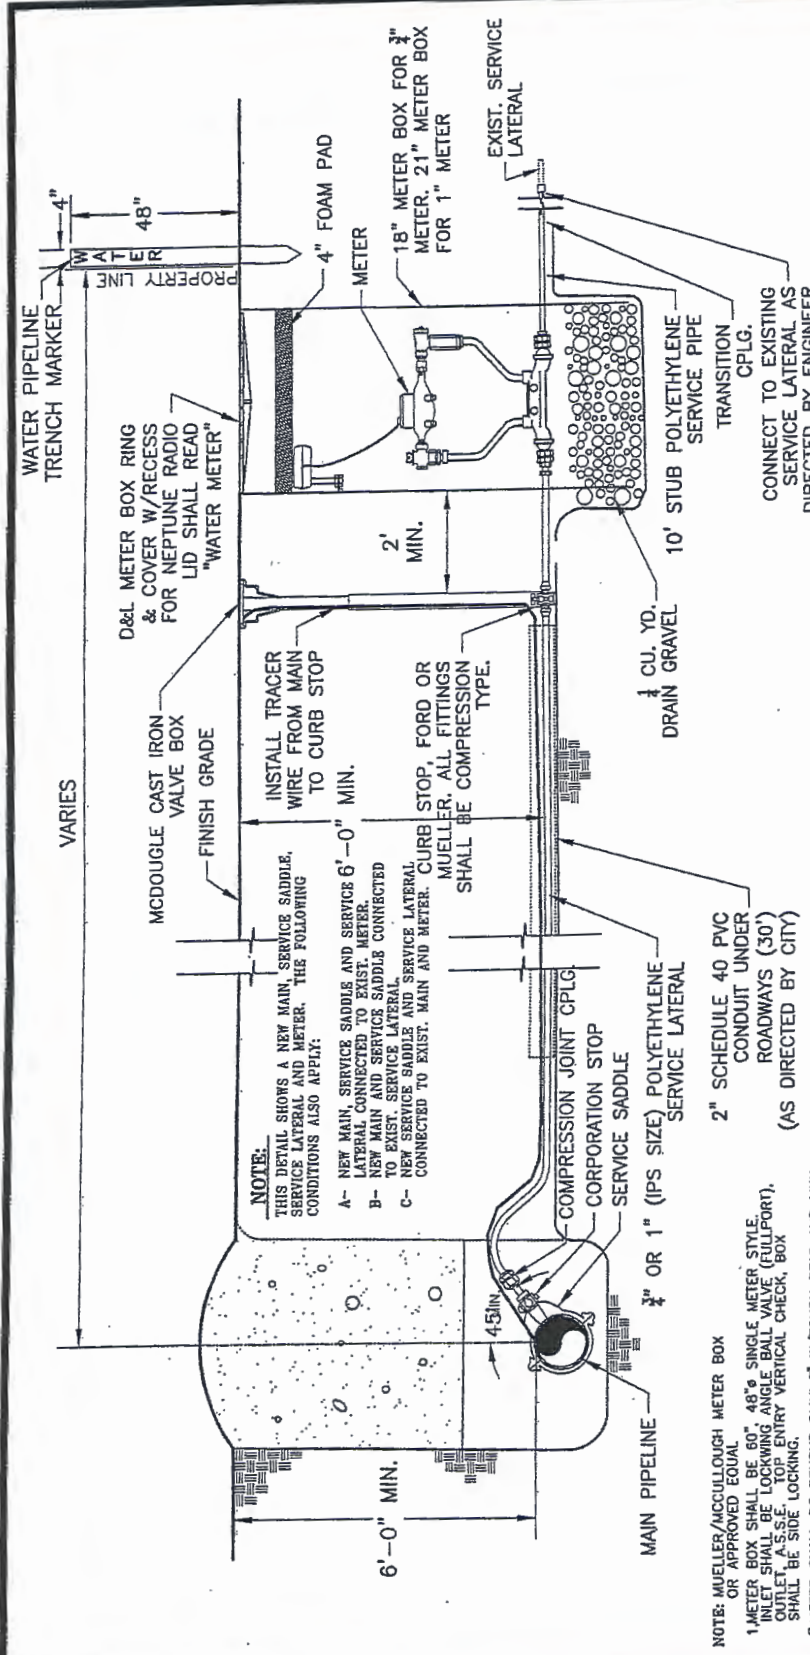 WATER PIPELINE
TRENCH MARKER
4"
48"
WATER
PROPERTY LINE
VARIES
D&L METER BOX RING
& COVER W/RECESS
FOR NEPTUNE RADIO
LID SHALL READ
"WATER METER"
4" FOAM PAD
METER
18" METER BOX FOR 3/4"
METER. 21" METER BOX
FOR 1" METER
EXIST. SERVICE
LATERAL
MCDOUGLE CAST IRON
VALVE BOX
FINISH GRADE
2'
MIN.
INSTALL TRACER
WIRE FROM MAIN
TO CURB STOP
6'-0" MIN.
CURB STOP, FORD OR
MUELLER. ALL FITTINGS
SHALL BE COMPRESSION
TYPE.
NOTE:
THIS DETAIL SHOWS A NEW MAIN, SERVICE SADDLE,
SERVICE LATERAL AND METER. THE FOLLOWING
CONDITIONS ALSO APPLY:
A- NEW MAIN, SERVICE SADDLE AND SERVICE
LATERAL CONNECTED TO EXIST. METER.
B- NEW MAIN AND SERVICE SADDLE CONNECTED
TO EXIST. SERVICE LATERAL.
C- NEW SERVICE SADDLE AND SERVICE LATERAL
CONNECTED TO EXIST. MAIN AND METER.
6'-0" MIN.
45
MIN.
COMPRESSION JOINT CPLG.
CORPORATION STOP
SERVICE SADDLE
MAIN PIPELINE
3/4" OR 1" (IPS SIZE) POLYETHYLENE
SERVICE LATERAL
2" SCHEDULE 40 PVC
CONDUIT UNDER
ROADWAYS (30')
(AS DIRECTED BY CITY)
CU. YD.
DRAIN GRAVEL
10' STUB POLYETHYLENE
SERVICE PIPE
TRANSITION
CPLG.
CONNECT TO EXISTING
SERVICE LATERAL AS
DIRECTED BY ENGINEER
NOTE: MUELLER/MCCULLOUGH METER BOX
OR APPROVED EQUAL
1.METER BOX SHALL BE 60", 48"ø SINGLE METER STYLE.
INLET SHALL BE LOCKWING ANGLE BALL VALVE (FULLPORT).
OUTLET, A.S.S.E. TOP ENTRY VERTICAL CHECK, BOX
SHALL BE SIDE LOCKING.